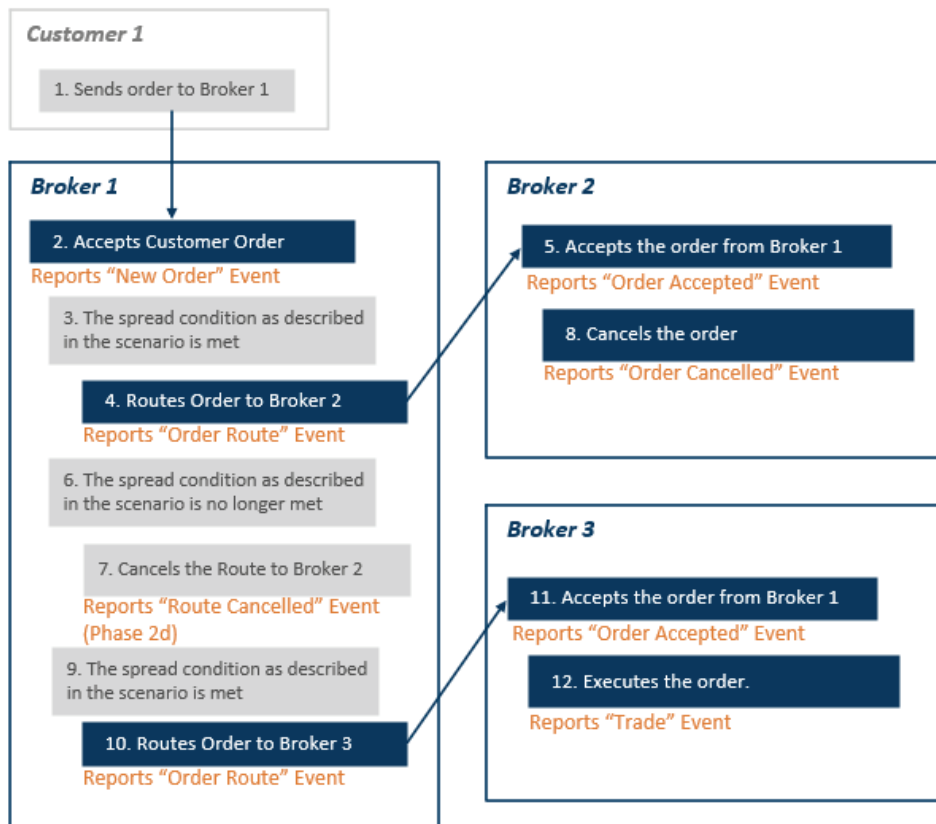 Customer 1
1. Sends order to Broker 1
Broker 1
2. Accepts Customer Order
Reports “New Order” Event
3. The spread condition as described
in the scenario is met
4. Routes Order to Broker 2
Reports “Order Route” Event
6. The spread condition as described
in the scenario is no longer met
7. Cancels the Route to Broker 2
Reports “Route Cancelled” Event
(Phase 2d)
9. The spread condition as described
in the scenario is met
10. Routes Order to Broker 3
Reports “Order Route” Event
Broker 2
5. Accepts the order from Broker 1
Reports “Order Accepted” Event
8. Cancels the order
Reports “Order Cancelled” Event
Broker 3
11. Accepts the order from Broker 1
Reports “Order Accepted” Event
12. Executes the order.
Reports “Trade” Event